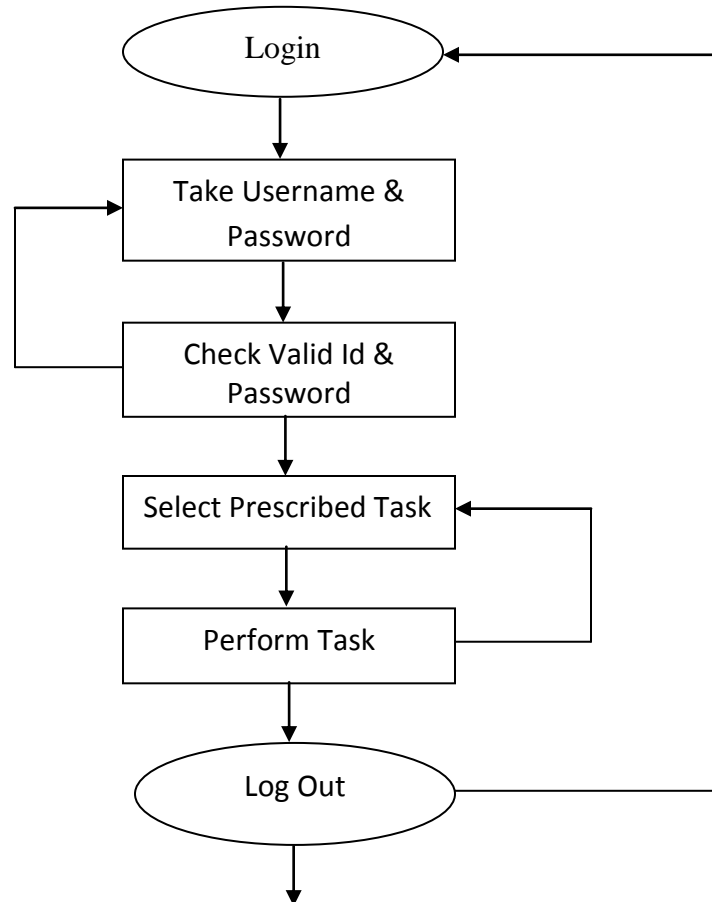 Login
Take Username &
Password
Check Valid Id &
Password
Select Prescribed Task
Perform Task
Log Out